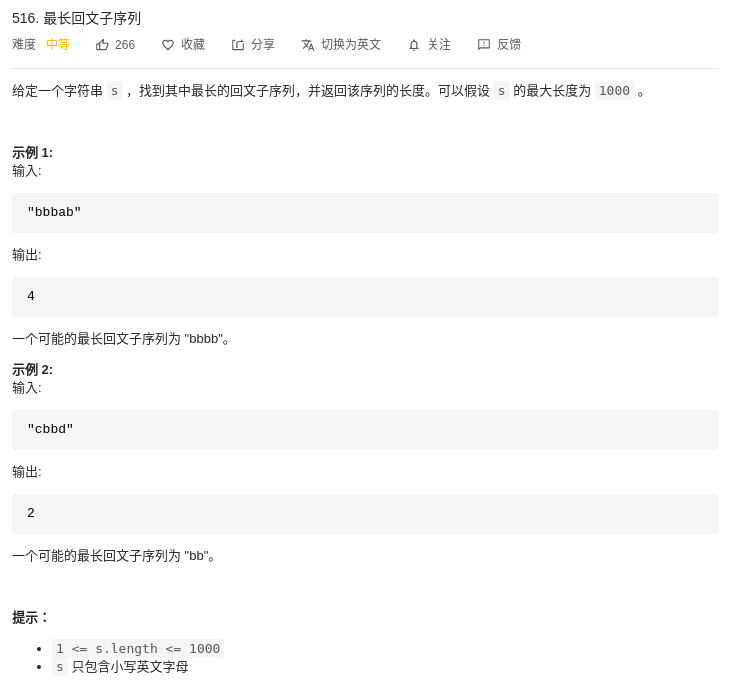 516. 最长回文子序列
难度 中等 266 收藏 分享 切换为英文 关注 反馈
给定一个字符串 s ，找到其中最长的回文子序列，并返回该序列的长度。可以假设 s 的最大长度为 1000 。
示例 1:
输入:
"bbbab"
输出:
4
一个可能的最长回文子序列为 "bbbb"。
示例 2:
输入:
"cbbd"
输出:
2
一个可能的最长回文子序列为 "bb"。
提示：
1 <= s.length <= 1000
s 只包含小写英文字母